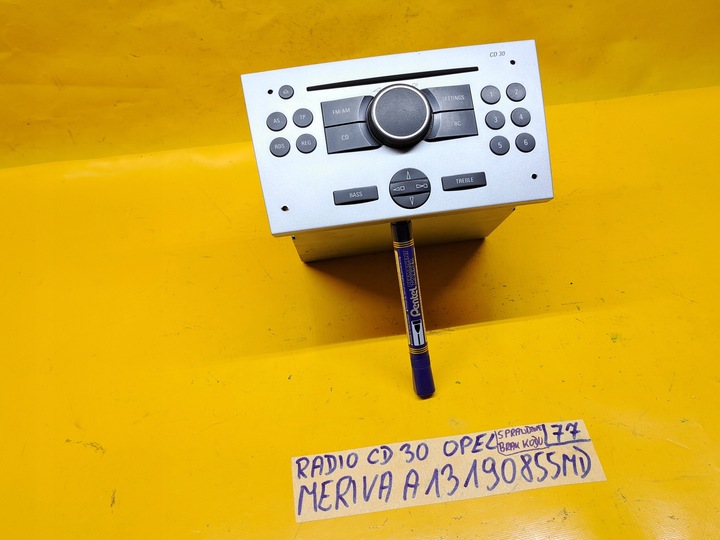 CD 30
FM/AM
SETTINGS
1
2
AS
TP
3
4
CD
BC
RDS
REG
5
6
BASS
TREBLE
Pentel
RADIO CD 30 OPEL
BRAK KODU
77
MERIVA A 13190855MD